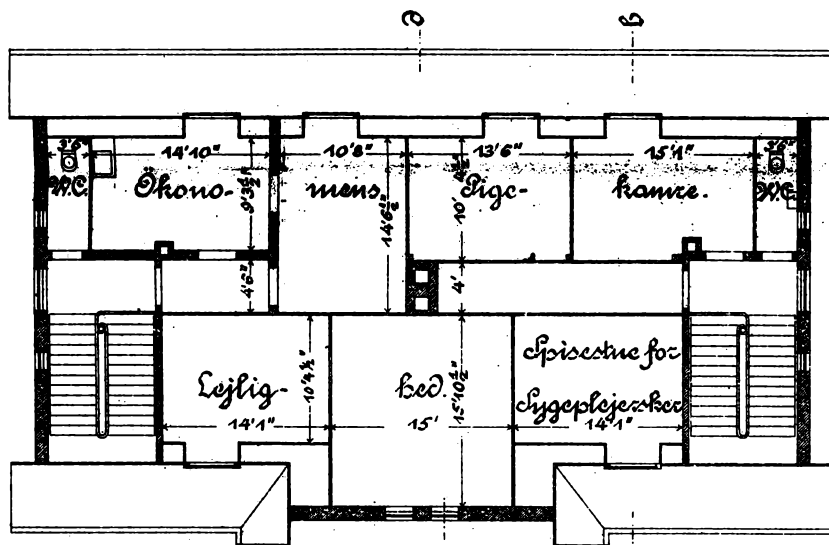 3'6" 14'10" 10'8" 13'6" 15'1" 3'6"
W.C. Økono- mens Pige- kamre. W.C.
9'3½" 14'6½" 10'4½"
4'6" 4'
Spisestue for
Lejlig- hed. Sygeplejersker
10'4½" 15'10½"
14'1" 15' 14'1"